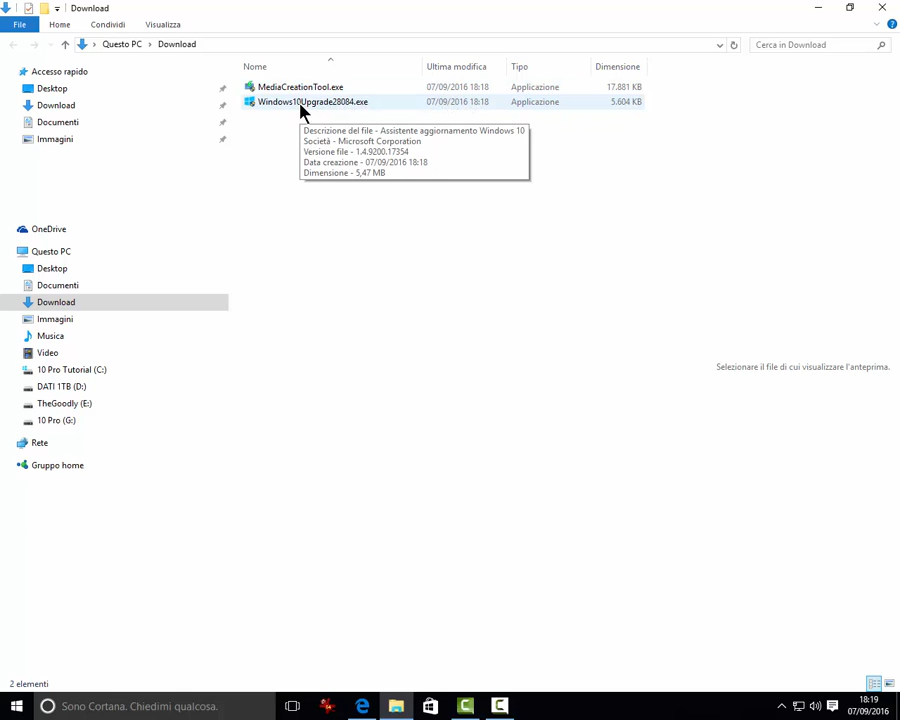 Download
File Home Condividi Visualizza
Questo PC Download
Cerca in Download
Nome Ultima modifica Tipo Dimensione
MediaCreationTool.exe 07/09/2016 18:18 Applicazione 17.881 KB
Windows10Upgrade28084.exe 07/09/2016 18:18 Applicazione 5.604 KB
Descrizione del file - Assistente aggiornamento Windows 10
Società - Microsoft Corporation
Versione file - 1.4.9200.17354
Data creazione - 07/09/2016 18:18
Dimensione - 5,47 MB
Accesso rapido
Desktop
Download
Documenti
Immagini
OneDrive
Questo PC
Desktop
Documenti
Download
Immagini
Musica
Video
10 Pro Tutorial (C:)
DATI 1TB (D:)
TheGoodly (E:)
10 Pro (G:)
Rete
Gruppo home
Selezionare il file di cui visualizzare l'anteprima.
2 elementi
Sono Cortana. Chiedimi qualcosa.
18:19
07/09/2016